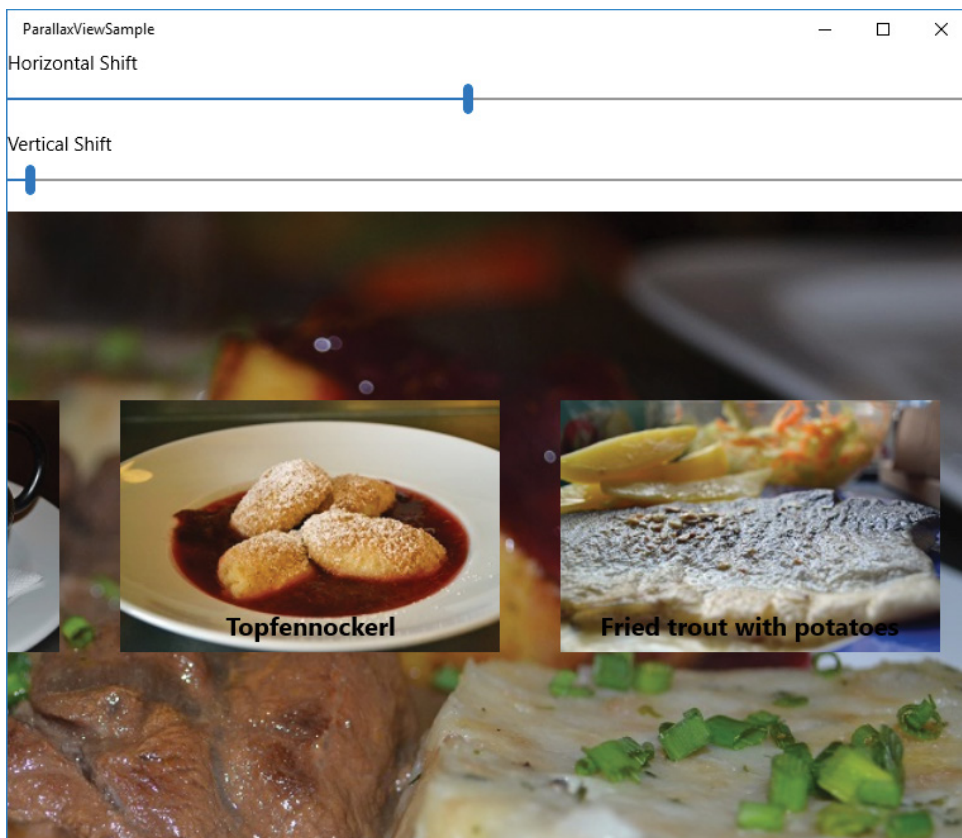 ParallaxViewSample
Horizontal Shift
Vertical Shift
Topfennockerl
Fried trout with potatoes